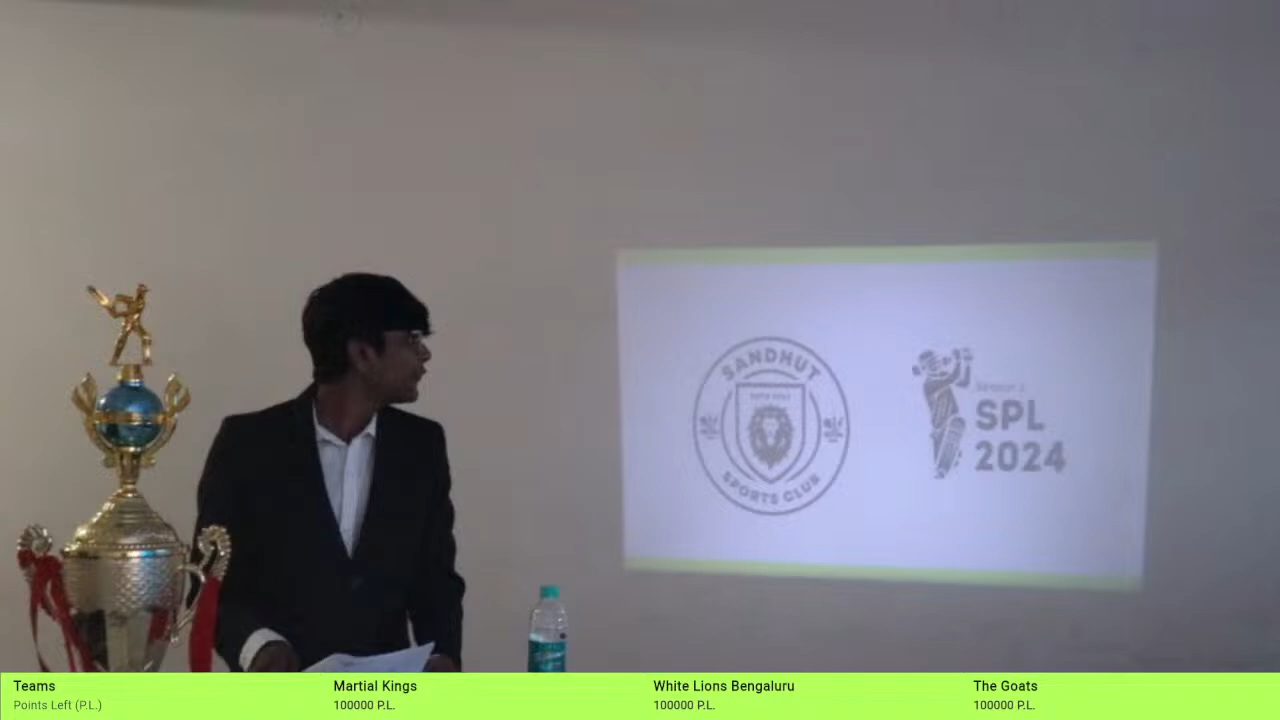 SANDHUT
SPORTS CLUB
SPL
2024
Teams
Points Left (P.L.)
Martial Kings
100000 P.L.
White Lions Bengaluru
100000 P.L.
The Goats
100000 P.L.